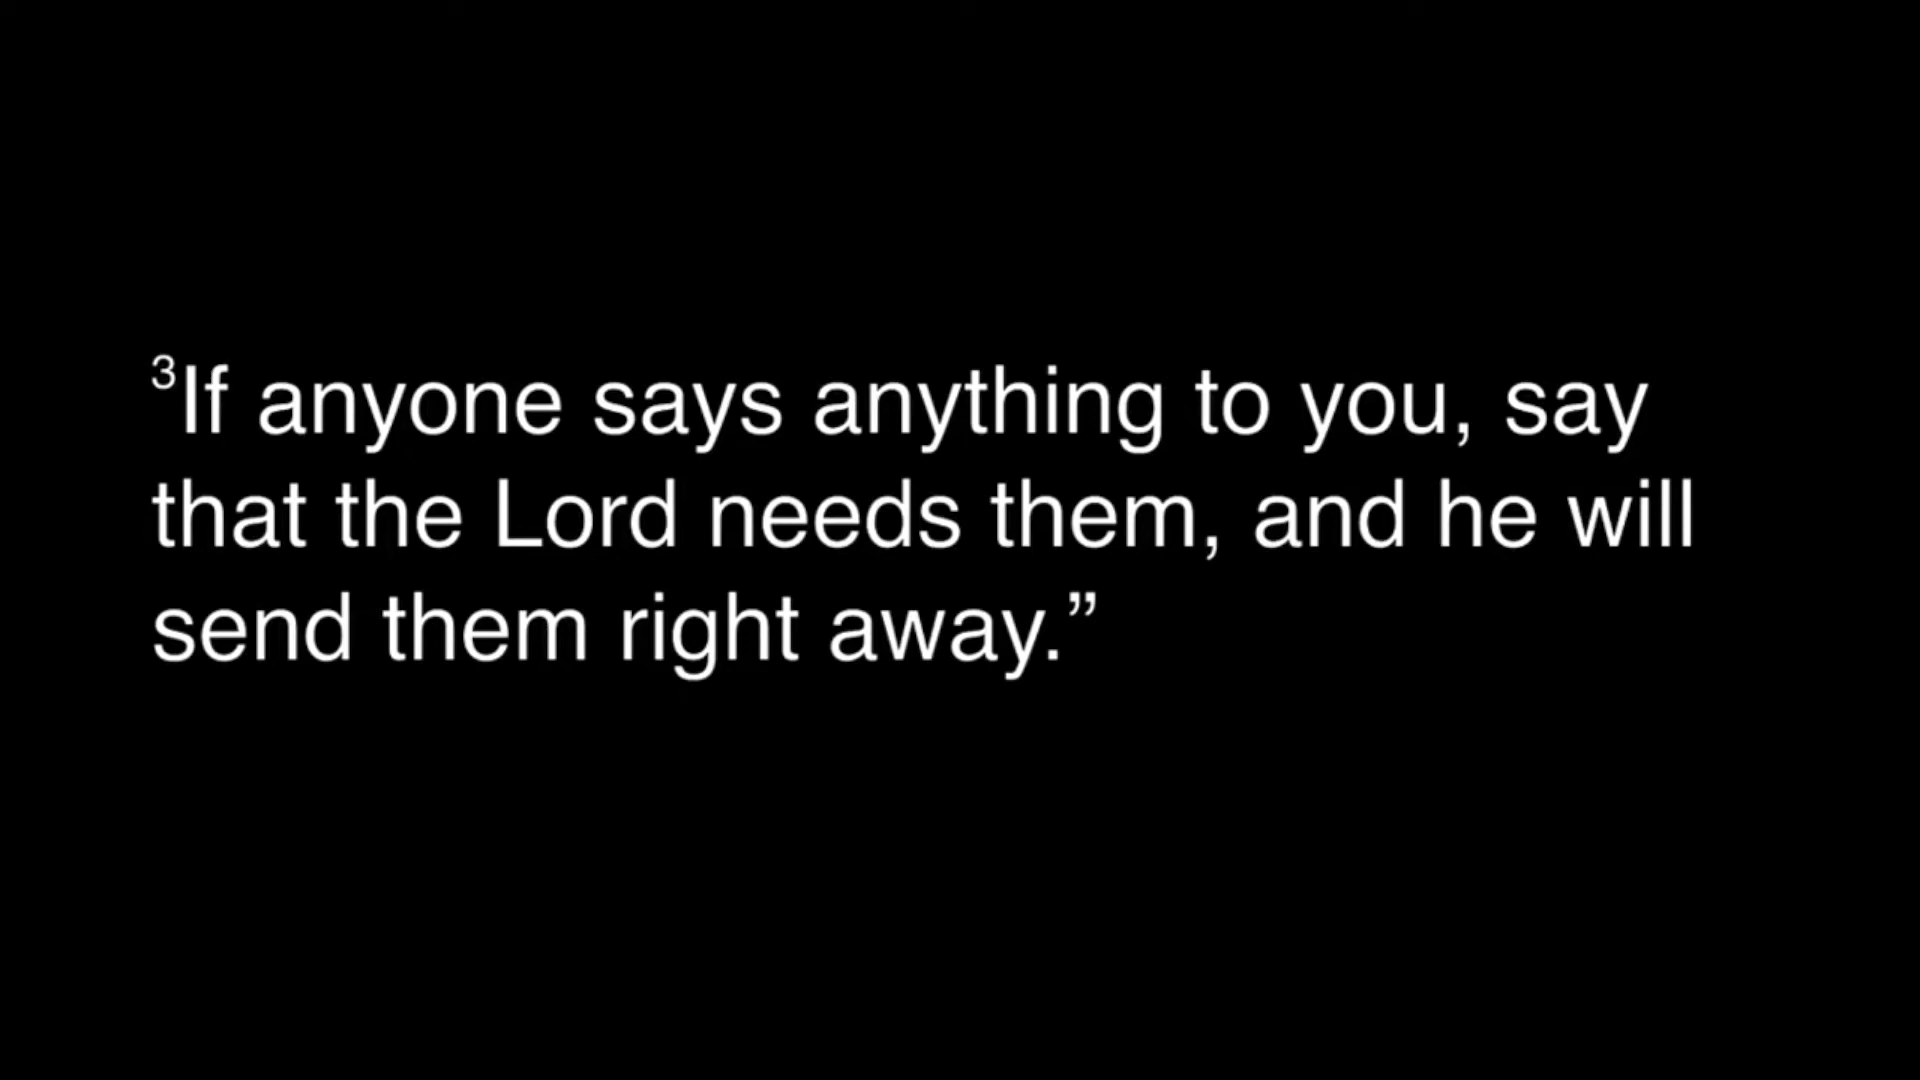 ³If anyone says anything to you, say
that the Lord needs them, and he will
send them right away.”